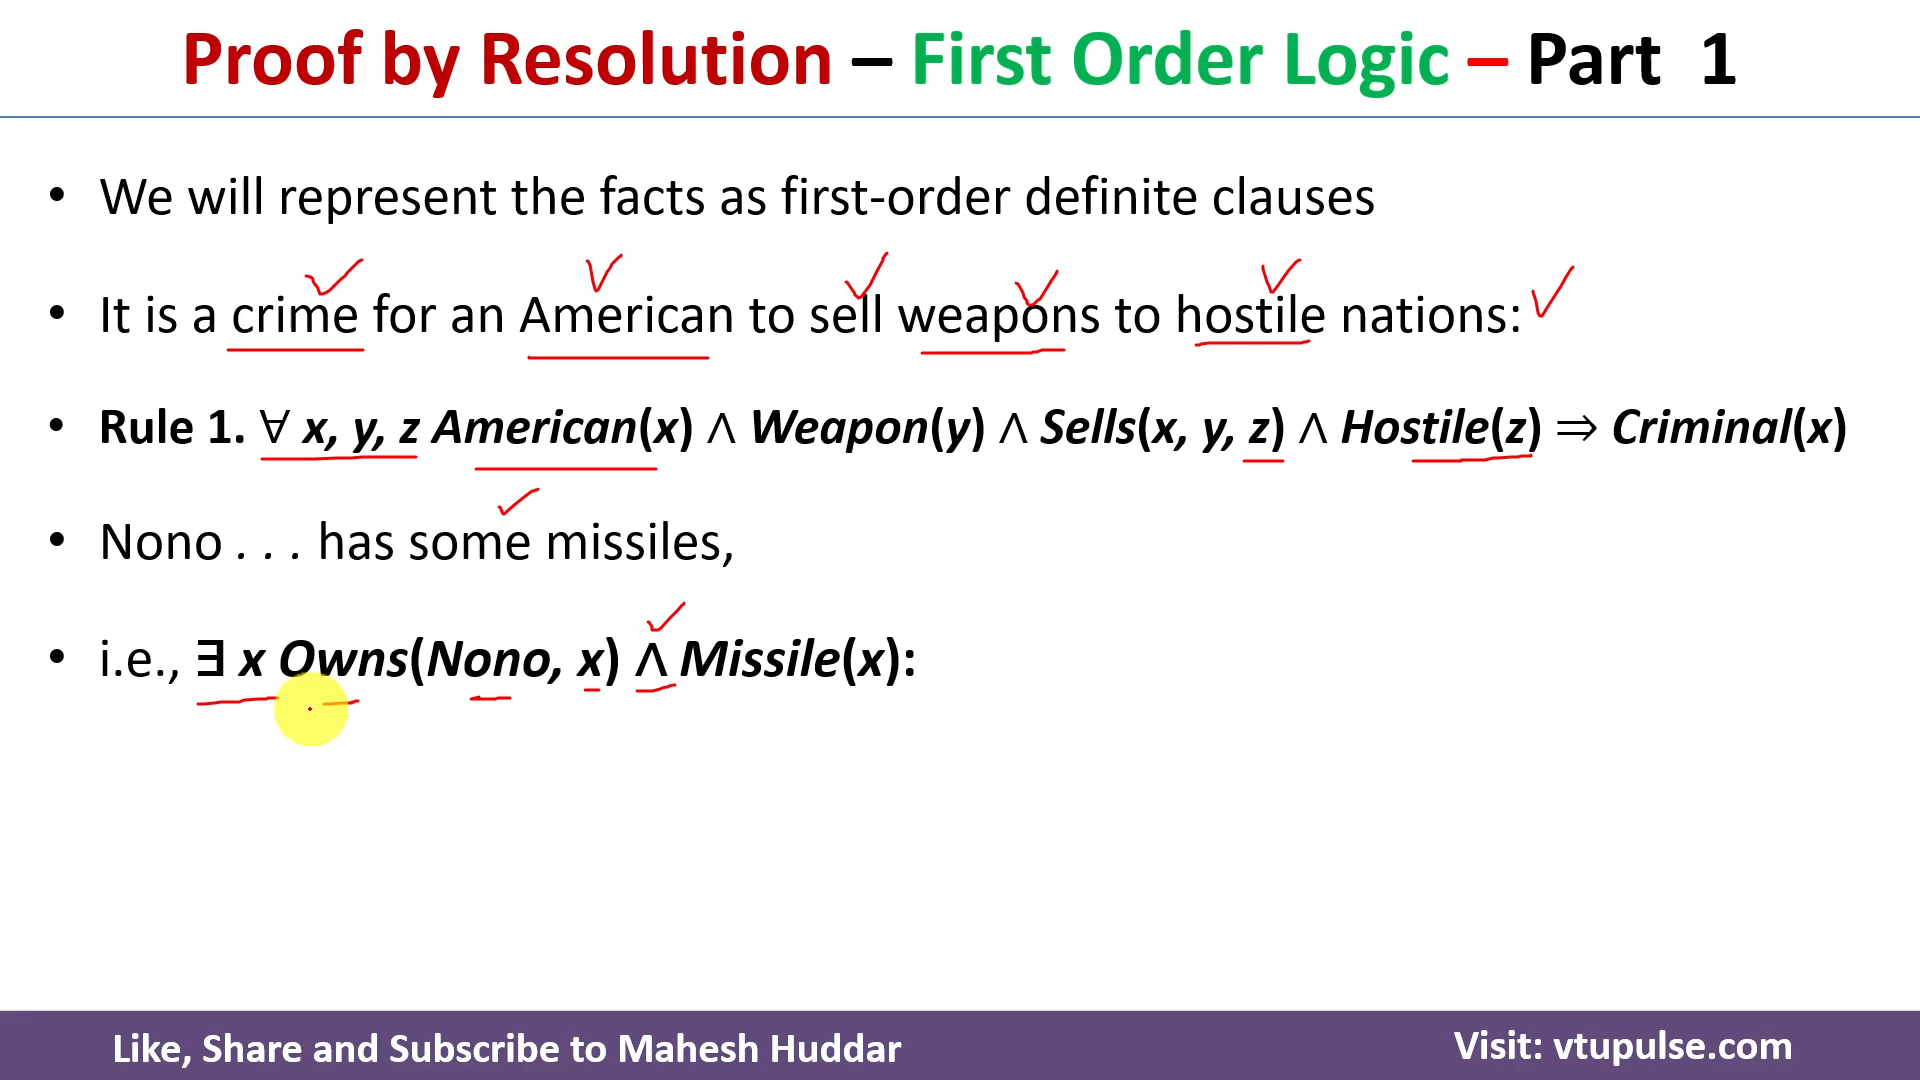 Proof by Resolution – First Order Logic – Part 1
• We will represent the facts as first-order definite clauses
• It is a crime for an American to sell weapons to hostile nations:
• Rule 1. ∀ x, y, z American(x) ∧ Weapon(y) ∧ Sells(x, y, z) ∧ Hostile(z) ⇒ Criminal(x)
• Nono . . . has some missiles,
• i.e., ∃ x Owns(Nono, x) ∧ Missile(x):
Like, Share and Subscribe to Mahesh Huddar
Visit: vtupulse.com